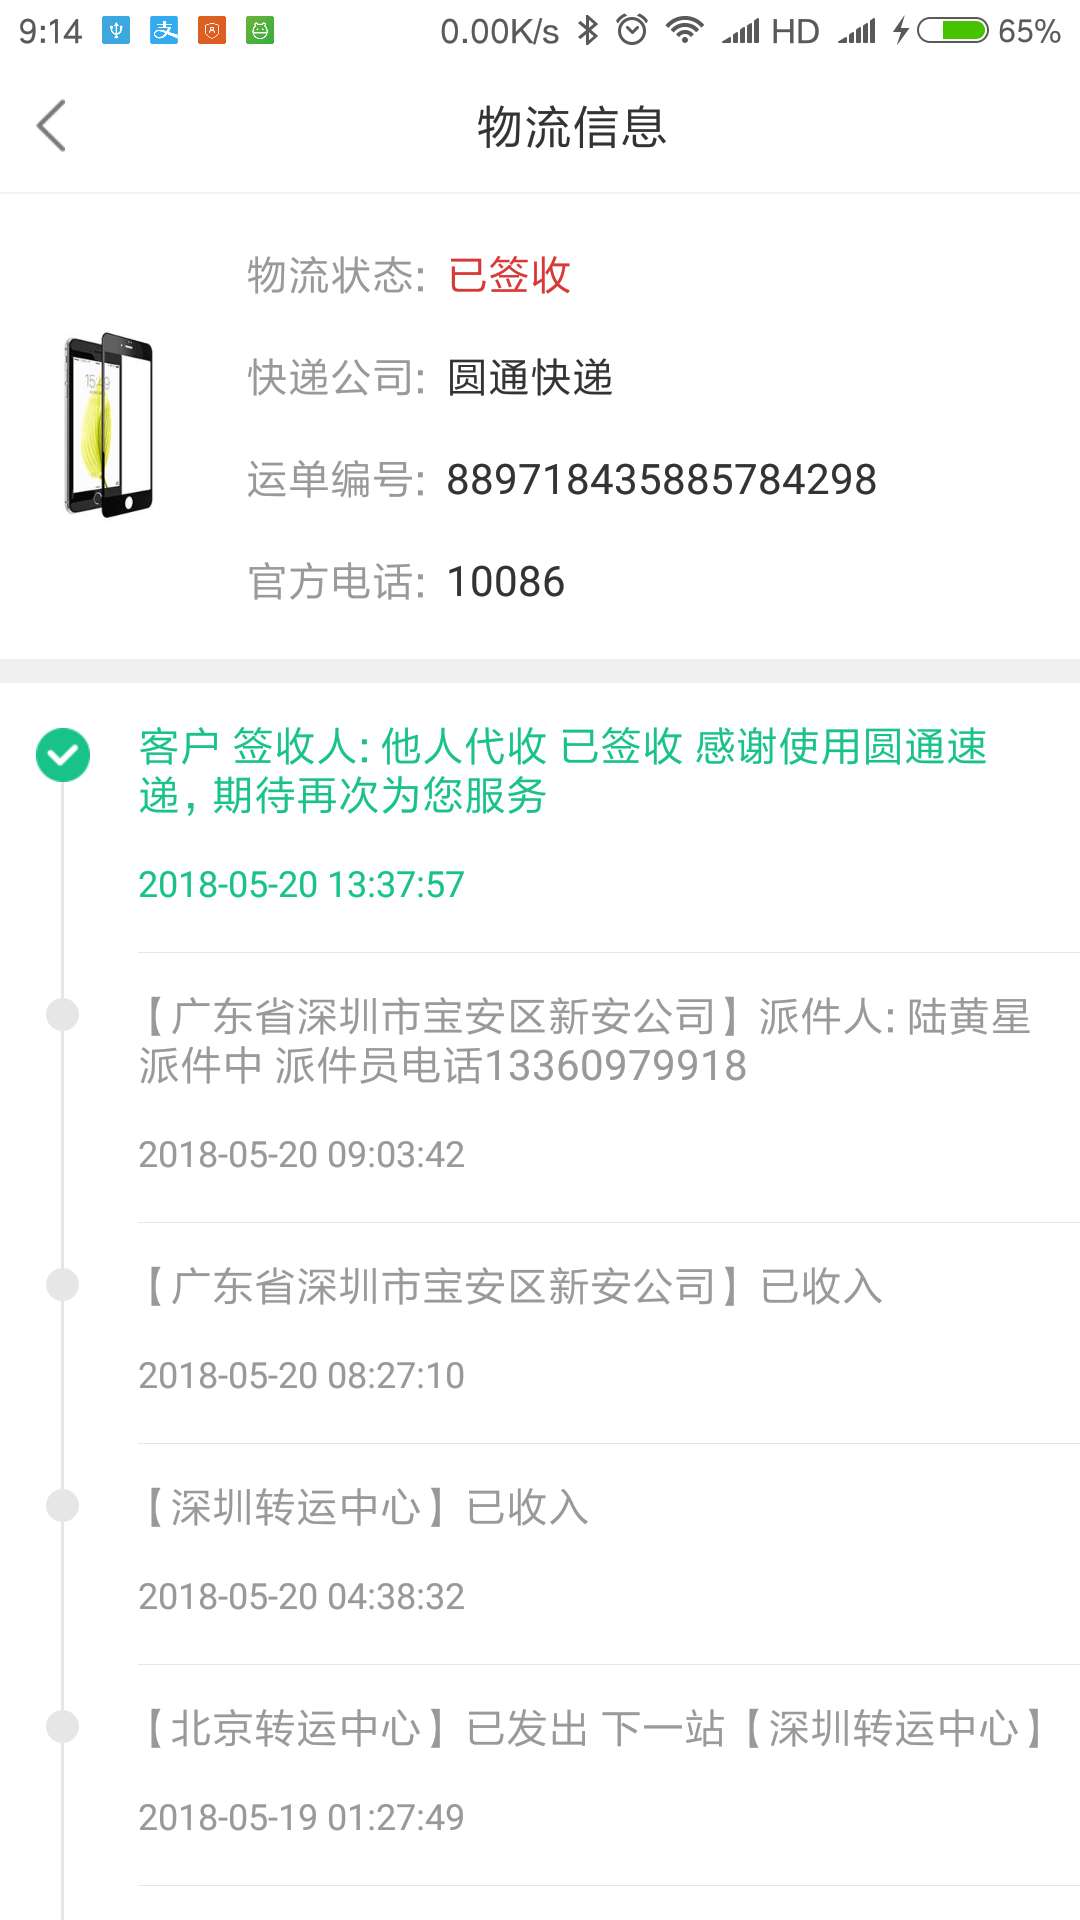 9:14 0.00K/s HD 65%
物流信息
物流状态: 已签收
快递公司: 圆通快递
运单编号: 889718435885784298
官方电话: 10086
客户 签收人: 他人代收 已签收 感谢使用圆通速
递, 期待再次为您服务
2018-05-20 13:37:57
【广东省深圳市宝安区新安公司】派件人: 陆黄星
派件中 派件员电话13360979918
2018-05-20 09:03:42
【广东省深圳市宝安区新安公司】已收入
2018-05-20 08:27:10
【深圳转运中心】已收入
2018-05-20 04:38:32
【北京转运中心】已发出 下一站【深圳转运中心】
2018-05-19 01:27:49